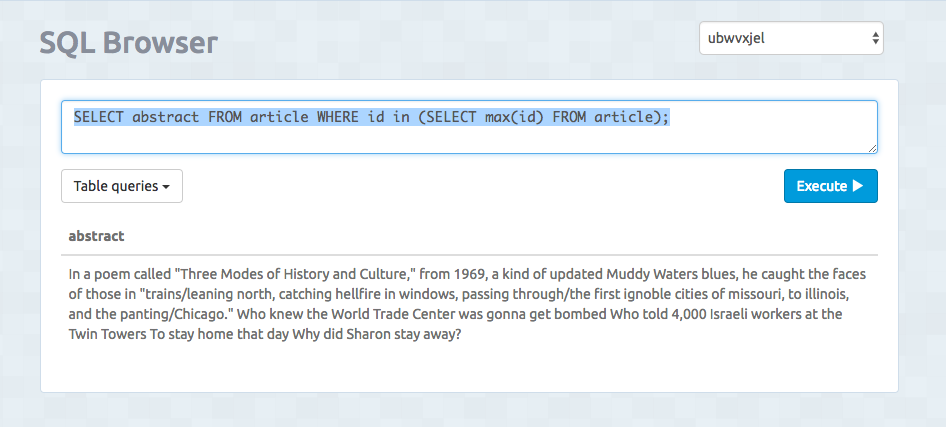 SQL Browser
ubwvxjel
SELECT abstract FROM article WHERE id in (SELECT max(id) FROM article);
Table queries
Execute
abstract
In a poem called "Three Modes of History and Culture," from 1969, a kind of updated Muddy Waters blues, he caught the faces
of those in "trains/leaning north, catching hellfire in windows, passing through/the first ignoble cities of missouri, to illinois,
and the panting/Chicago." Who knew the World Trade Center was gonna get bombed Who told 4,000 Israeli workers at the
Twin Towers To stay home that day Why did Sharon stay away?